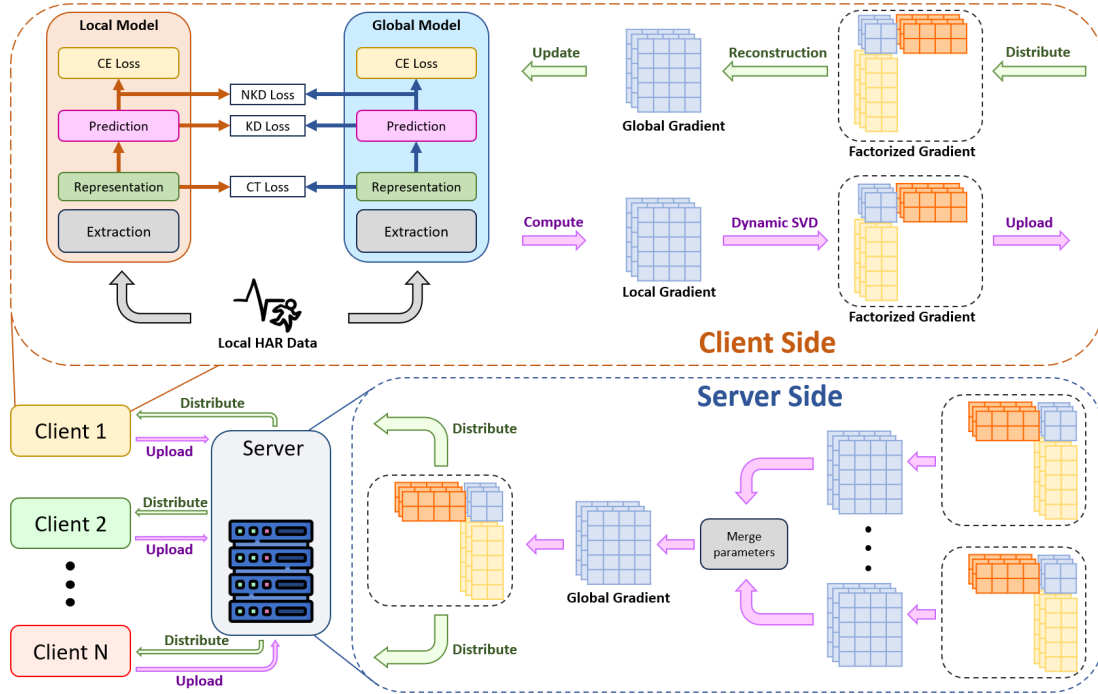 Local Model
Global Model
CE Loss
CE Loss
NKD Loss
Prediction
KD Loss
Prediction
Representation
CT Loss
Representation
Extraction
Extraction
Local HAR Data
Update
Global Gradient
Reconstruction
Factorized Gradient
Distribute
Compute
Local Gradient
Dynamic SVD
Factorized Gradient
Upload
Client Side
Client 1
Distribute
Upload
Client 2
Distribute
Upload
Client N
Distribute
Upload
Server
Server Side
Distribute
Distribute
Global Gradient
Merge
parameters